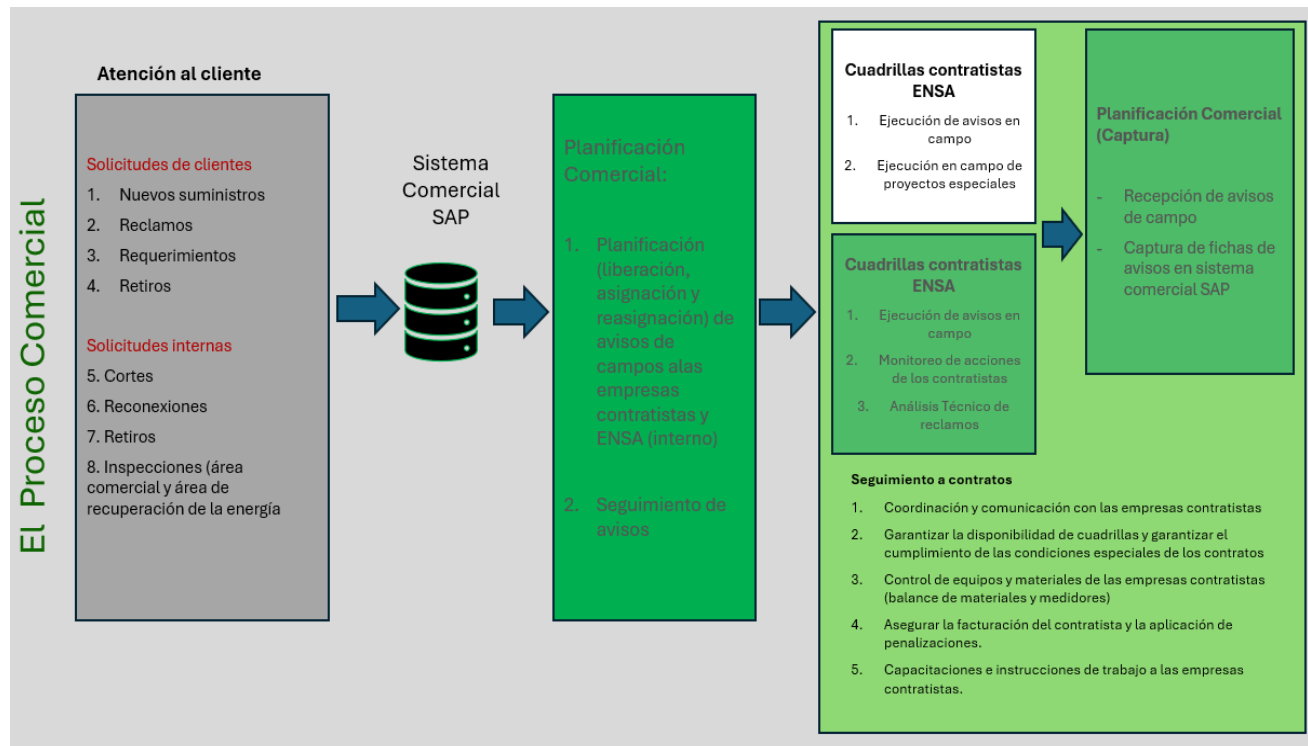 El Proceso Comercial
Atención al cliente
Solicitudes de clientes
1. Nuevos suministros
2. Reclamos
3. Requerimientos
4. Retiros
Solicitudes internas
5. Cortes
6. Reconexiones
7. Retiros
8. Inspecciones (área
comercial y área de
recuperación de la energía
Sistema
Comercial
SAP
Planificación
Comercial:
1. Planificación
(liberación,
asignación y
reasignación) de
avisos de
campos alas
empresas
contratistas y
ENSA (interno)
2. Seguimiento de
avisos
Cuadrillas contratistas
ENSA
1. Ejecución de avisos en
campo
2. Ejecución en campo de
proyectos especiales
Cuadrillas contratistas
ENSA
1. Ejecución de avisos en
campo
2. Monitoreo de acciones
de los contratistas
3. Análisis Técnico de
reclamos
Planificación Comercial
(Captura)
- Recepción de avisos
de campo
- Captura de fichas de
avisos en sistema
comercial SAP
Seguimiento a contratos
1. Coordinación y comunicación con las empresas contratistas
2. Garantizar la disponibilidad de cuadrillas y garantizar el
cumplimiento de las condiciones especiales de los contratos
3. Control de equipos y materiales de las empresas contratistas
(balance de materiales y medidores)
4. Asegurar la facturación del contratista y la aplicación de
penalizaciones.
5. Capacitaciones e instrucciones de trabajo a las empresas
contratistas.